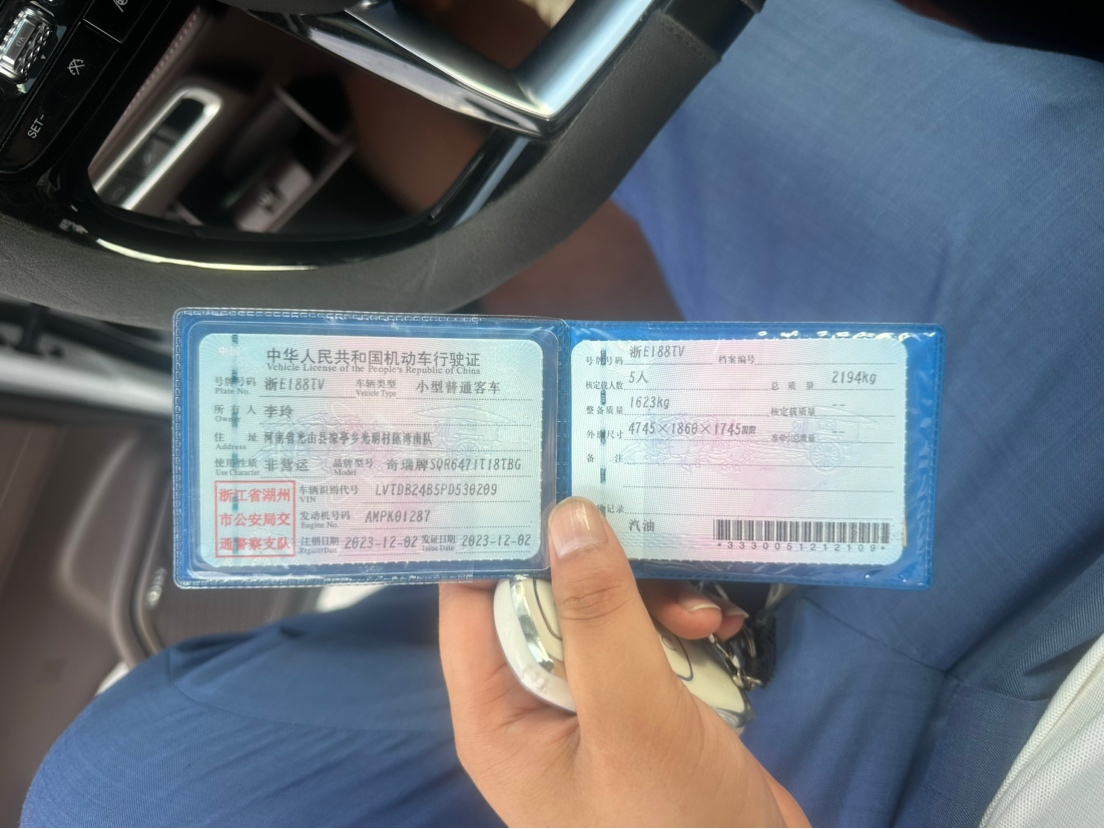 SET-
中华人民共和国机动车行驶证
Vehicle License of the People's Republic of China
号牌号码 浙E188TV 车辆类型 小型普通客车
Plate No. Vehicle Type
所有人 李玲
Owner
住址 河南省光山县凉亭乡光明村陈湾南队
Address
使用性质 非营运 品牌型号 奇瑞牌SQR6471T18TBG
Use Character Model
浙江省湖州
市公安局交
通警察支队
车辆识别代号 LVTDB24B5PD530209
VIN
发动机号码 AMPK01287
Engine No.
注册日期 2023-12-02 发证日期 2023-12-02
Register Date Issue Date
号牌号码 浙E188TV 档案编号
核定载人数 5人 总质量 2194kg
整备质量 1623kg 核定载质量 --
外廓尺寸 4745×1860×1745mm --
备注
记录
汽油
*3330051212109*